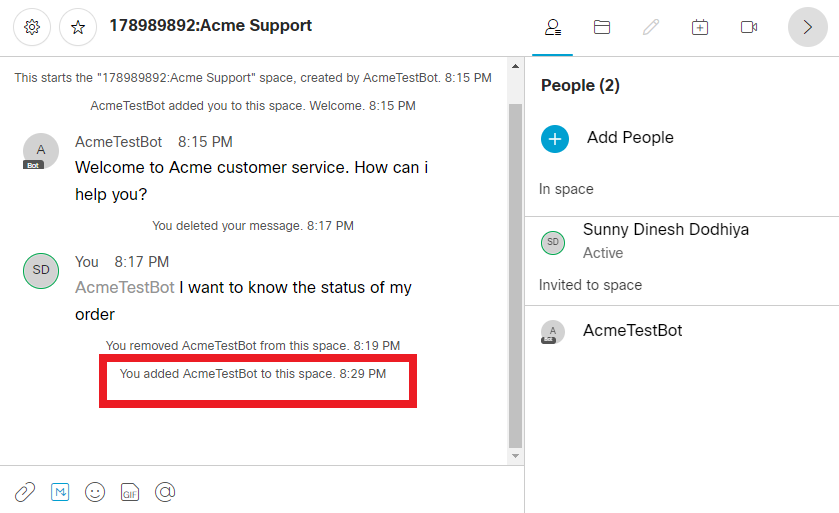 178989892:Acme Support
This starts the "178989892:Acme Support" space, created by AcmeTestBot. 8:15 PM
AcmeTestBot added you to this space. Welcome. 8:15 PM
A
Bot
AcmeTestBot 8:15 PM
Welcome to Acme customer service. How can i
help you?
You deleted your message. 8:17 PM
SD
You 8:17 PM
AcmeTestBot I want to know the status of my
order
You removed AcmeTestBot from this space. 8:19 PM
You added AcmeTestBot to this space. 8:29 PM
M
GIF
@
People (2)
Add People
In space
SD
Sunny Dinesh Dodhiya
Active
Invited to space
A
Bot
AcmeTestBot